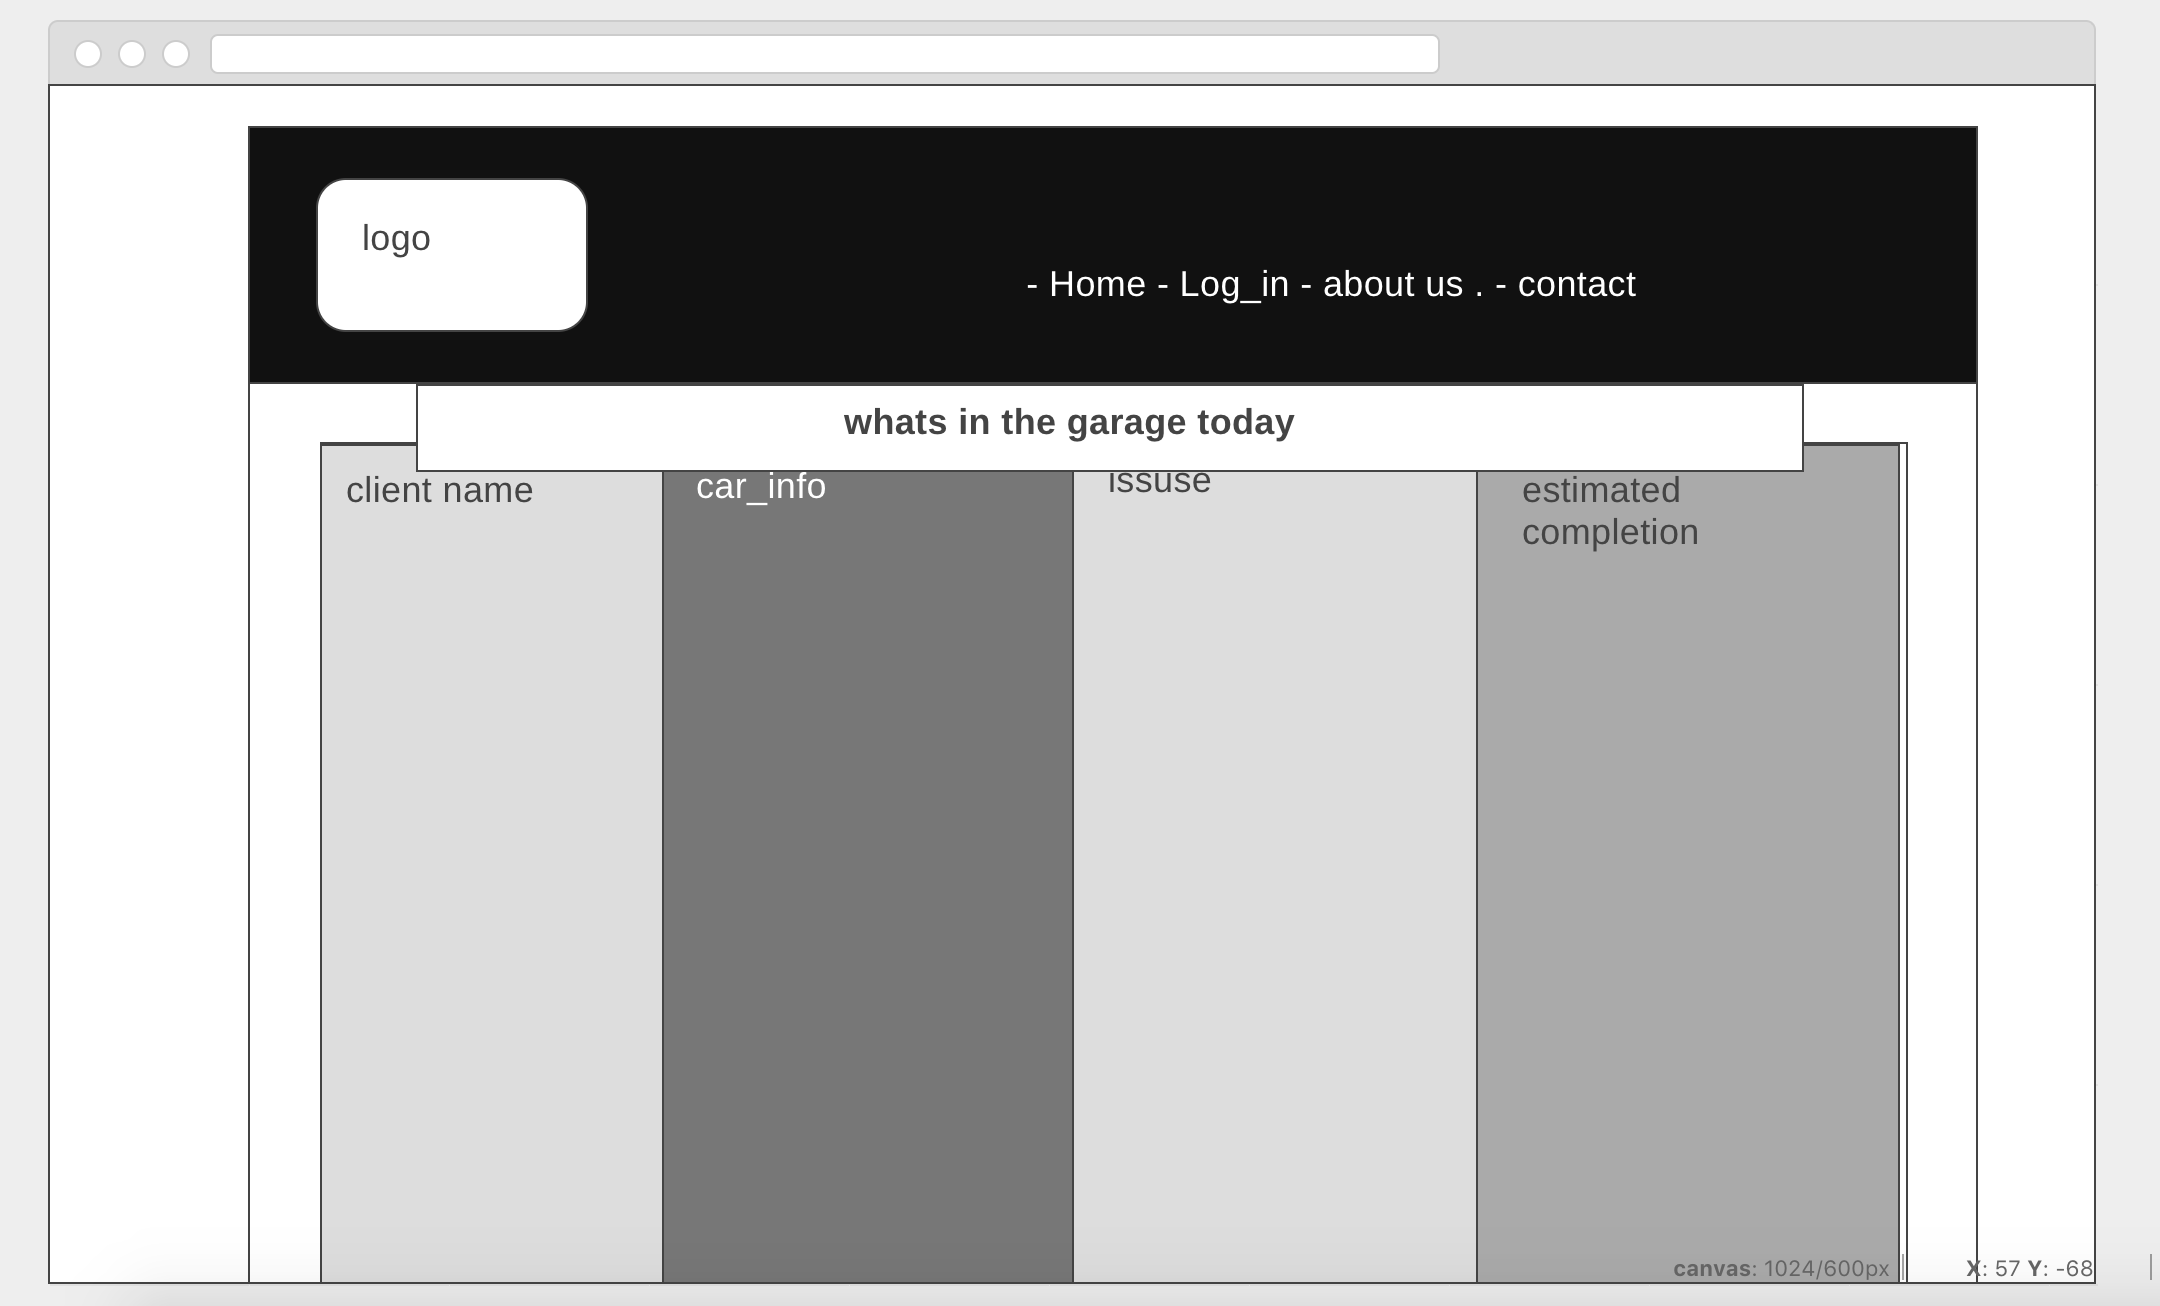 logo
- Home - Log_in - about us . - contact
whats in the garage today
client name
car_info
issuse
estimated
completion
canvas: 1024/600px
X: 57 Y: -68